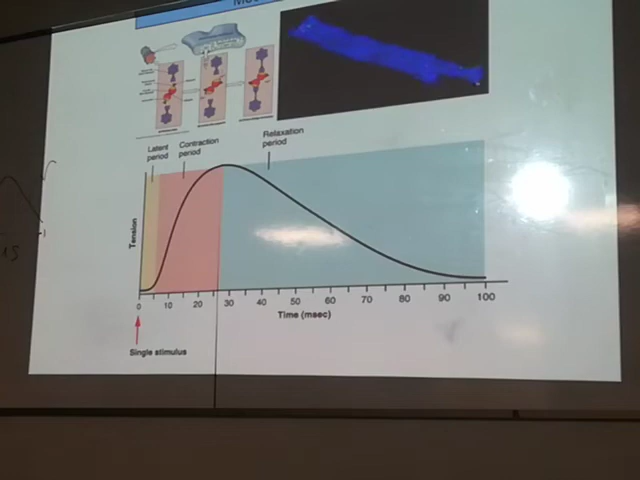 Latent
period
Contraction
period
Relaxation
period
Tension
0 10 20 30 40 50 60 70 80 90 100
Time (msec)
Single stimulus